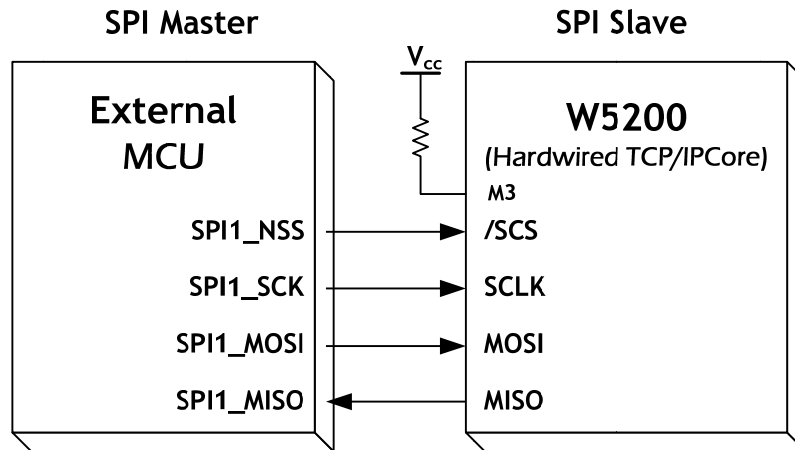 SPI Master
SPI Slave
External
MCU
SPI1_NSS
SPI1_SCK
SPI1_MOSI
SPI1_MISO
Vcc
W5200
(Hardwired TCP/IPCore)
M3
/SCS
SCLK
MOSI
MISO